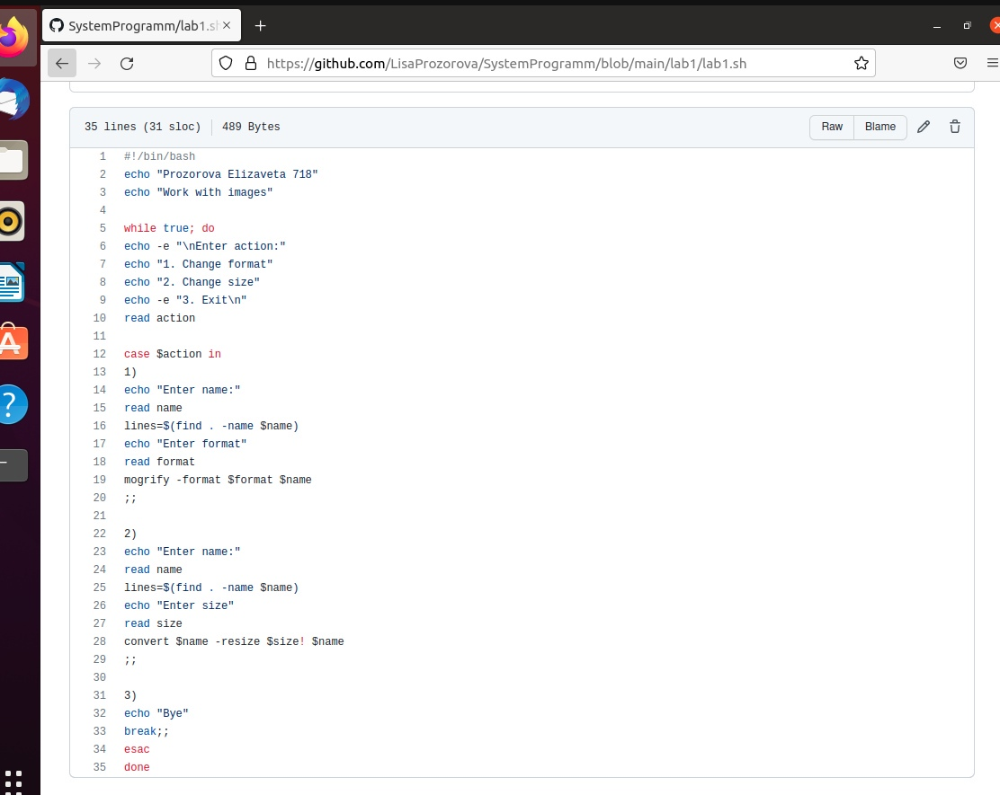 SystemProgramm/lab1.sh
https://github.com/LisaProzorova/SystemProgramm/blob/main/lab1/lab1.sh
35 lines (31 sloc) 489 Bytes Raw Blame
1 #!/bin/bash
2 echo "Prozorova Elizaveta 718"
3 echo "Work with images"
4
5 while true; do
6 echo -e "\nEnter action:"
7 echo "1. Change format"
8 echo "2. Change size"
9 echo -e "3. Exit\n"
10 read action
11
12 case $action in
13 1)
14 echo "Enter name:"
15 read name
16 lines=$(find . -name $name)
17 echo "Enter format"
18 read format
19 mogrify -format $format $name
20 ;;
21
22 2)
23 echo "Enter name:"
24 read name
25 lines=$(find . -name $name)
26 echo "Enter size"
27 read size
28 convert $name -resize $size! $name
29 ;;
30
31 3)
32 echo "Bye"
33 break;;
34 esac
35 done